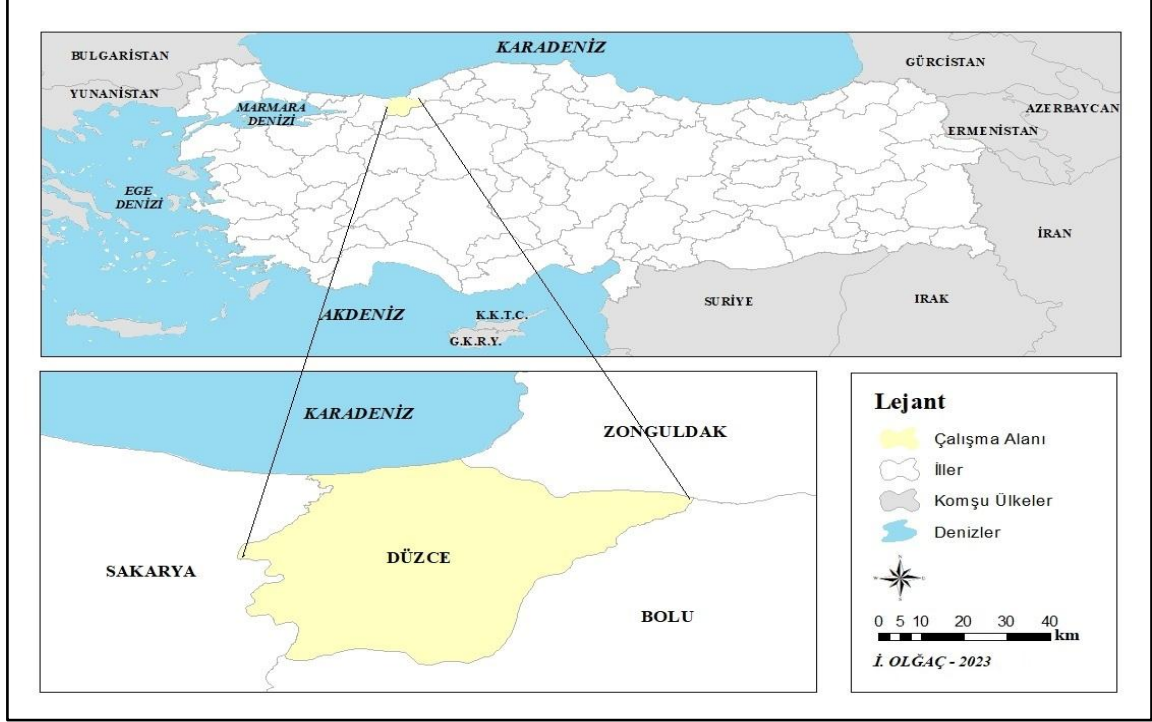 KARADENİZ
BULGARİSTAN
GÜRCİSTAN
YUNANİSTAN
MARMARA
DENİZİ
AZERBAYCAN
ERMENİSTAN
EGE
DENİZİ
İRAN
SURİYE
IRAK
AKDENİZ
K.K.T.C.
G.K.R.Y.
KARADENİZ
ZONGULDAK
SAKARYA
DÜZCE
BOLU
Lejant
Çalışma Alanı
İller
Komşu Ülkeler
Denizler
0 5 10 20 30 40
km
İ. OLĞAÇ - 2023